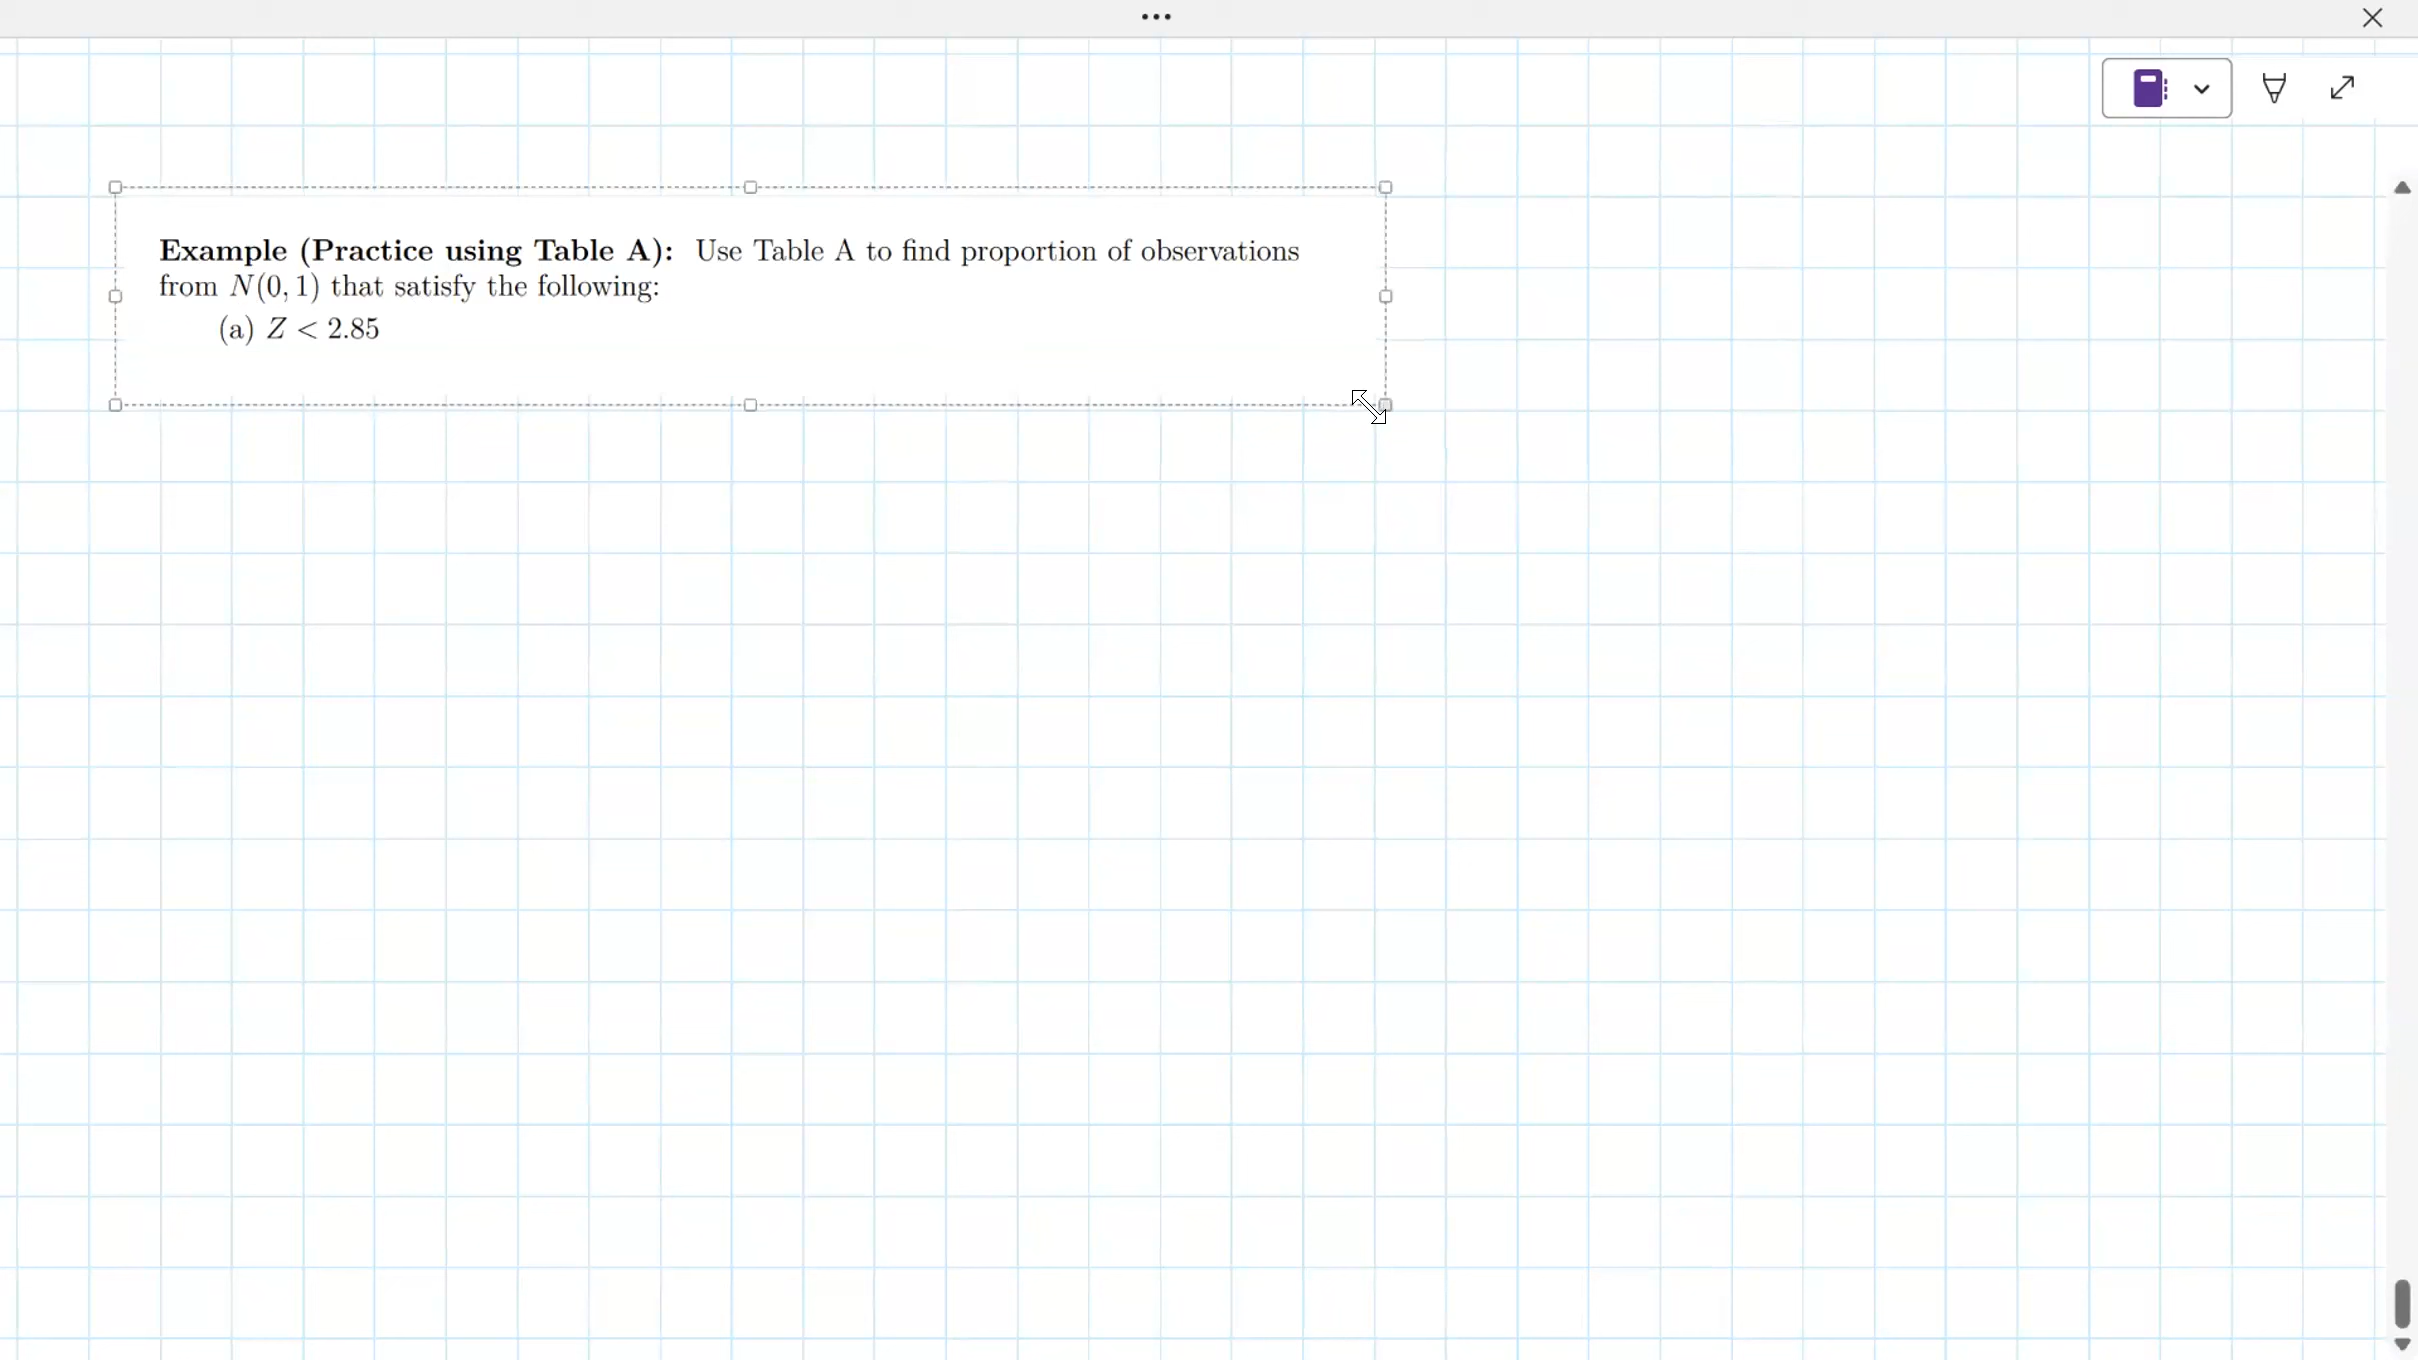 Example (Practice using Table A): Use Table A to find proportion of observations
from N(0, 1) that satisfy the following:
(a) Z < 2.85